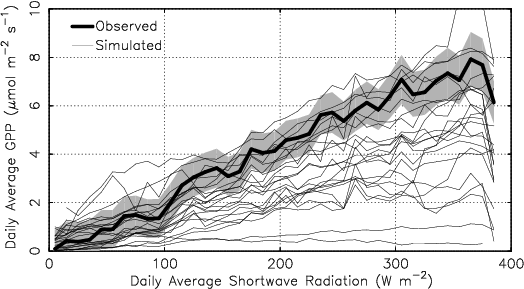 10
8
6
4
2
0
Daily Average GPP (μmol m⁻² s⁻¹)
Observed
Simulated
0 100 200 300 400
Daily Average Shortwave Radiation (W m⁻²)